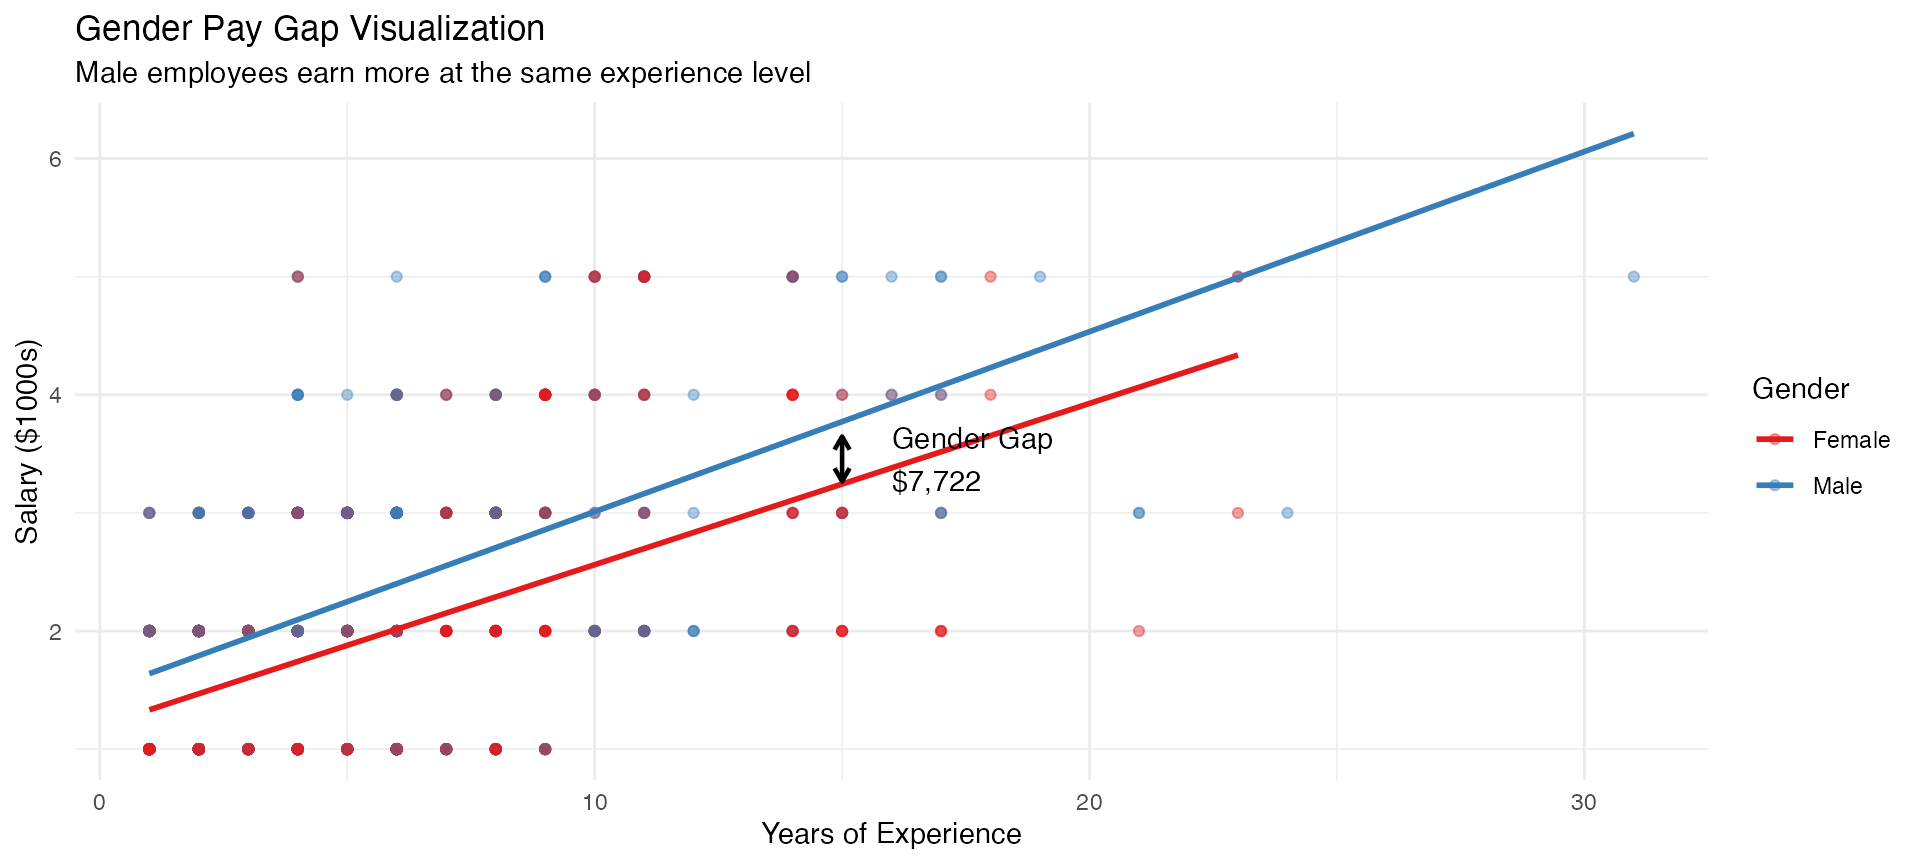 Gender Pay Gap Visualization
Male employees earn more at the same experience level
6
4
2
Salary ($1000s)
Gender Gap
$7,722
0
10
20
30
Years of Experience
Gender
Female
Male